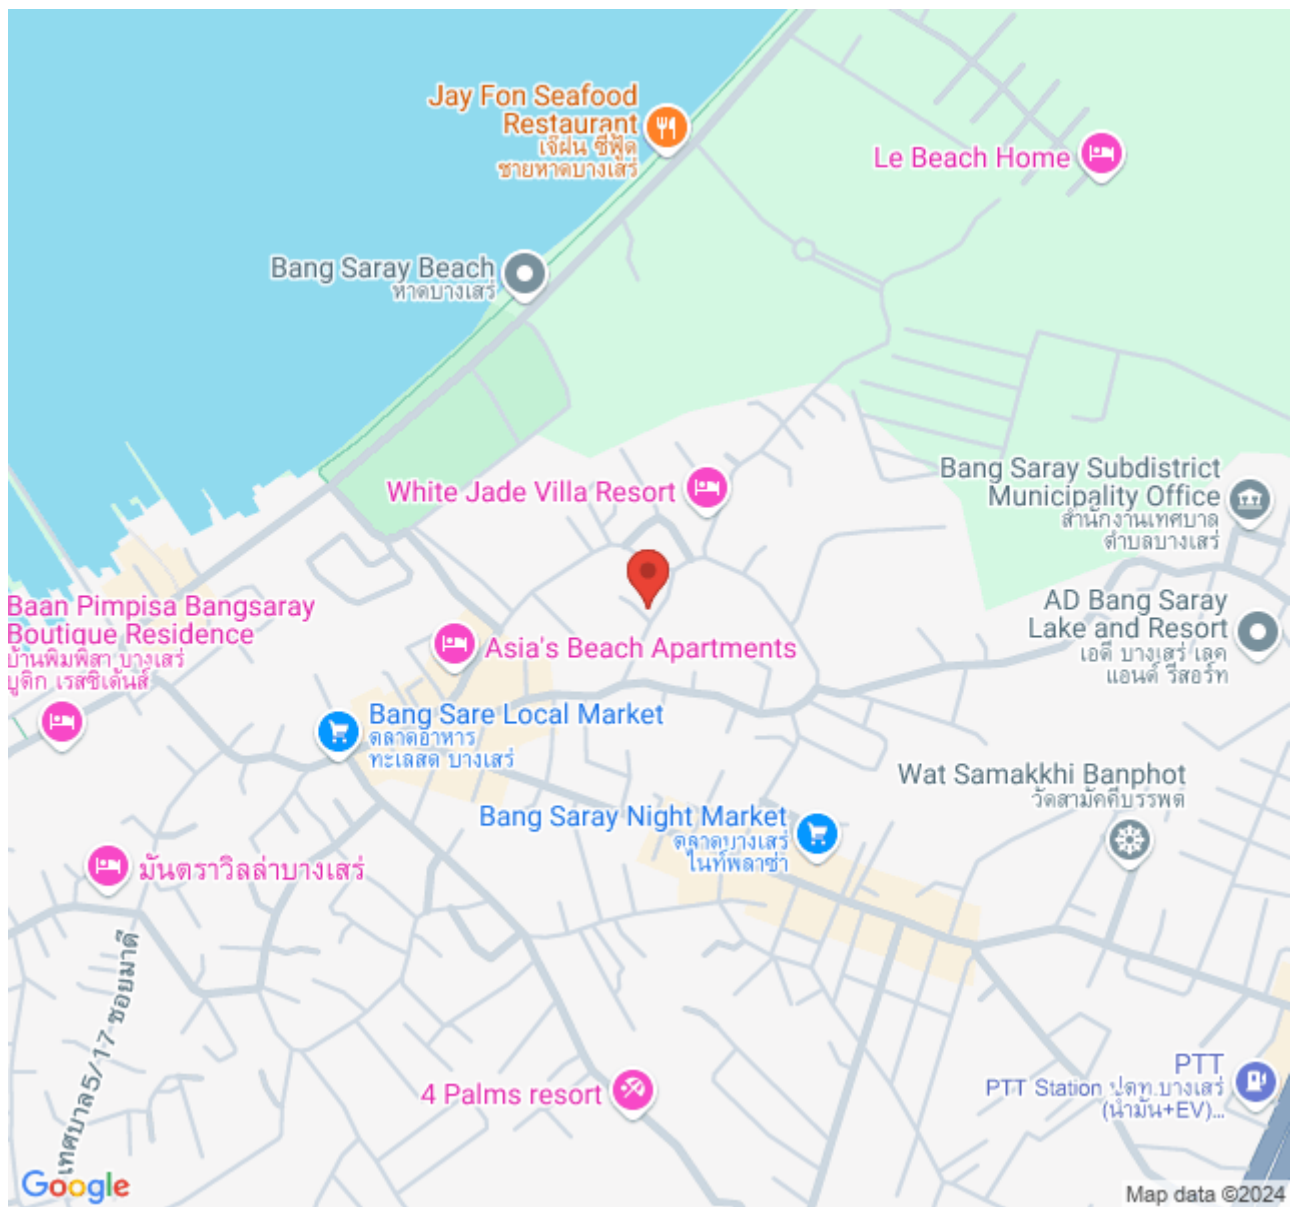 Jay Fon Seafood
Restaurant
เจ๊ฝน ซีฟู้ด
ชายหาดบางเสร่
Le Beach Home
Bang Saray Beach
หาดบางเสร่
White Jade Villa Resort
Bang Saray Subdistrict
Municipality Office
สำนักงานเทศบาล
ตำบลบางเสร่
Baan Pimpisa Bangsaray
Boutique Residence
บ้านพิมพิสา บางเสร่
บูติก เรสซิเด้นส์
Asia's Beach Apartments
AD Bang Saray
Lake and Resort
เอดี บางเสร่ เลค
แอนด์ รีสอร์ท
Bang Sare Local Market
ตลาดอาหาร
ทะเลสด บางเสร่
Wat Samakkhi Banphot
วัดสามัคคีบรรพต
Bang Saray Night Market
ตลาดบางเสร่
ไนท์พลาซ่า
มันตราวิลล่าบางเสร่
เทศบาล5/17 ซอยมาดี
4 Palms resort
PTT
PTT Station ปตท.บางเสร่
(น้ำมัน+EV)...
Google
Map data ©2024